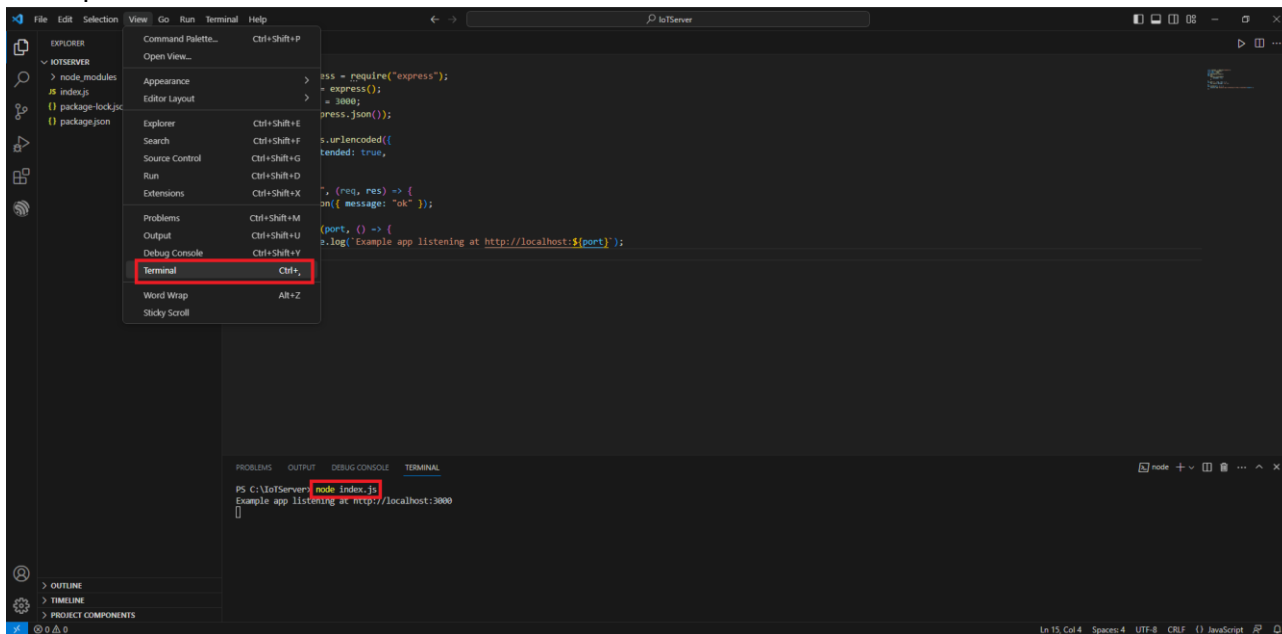 File Edit Selection View Go Run Terminal Help
IoTServer
EXPLORER
IOTSERVER
node_modules
JS index.js
{} package-lock.jsc
{} package.json
Command Palette... Ctrl+Shift+P
Open View...
Appearance
Editor Layout
Explorer Ctrl+Shift+E
Search Ctrl+Shift+F
Source Control Ctrl+Shift+G
Run Ctrl+Shift+D
Extensions Ctrl+Shift+X
Problems Ctrl+Shift+M
Output Ctrl+Shift+U
Debug Console Ctrl+Shift+Y
Terminal Ctrl+,
Word Wrap Alt+Z
Sticky Scroll
ess = require("express");
= express();
= 3000;
press.json());
s.urlencoded({
tended: true,
", (req, res) => {
on({ message: "ok" });
(port, () => {
e.log(`Example app listening at http://localhost:${port}`);
PROBLEMS OUTPUT DEBUG CONSOLE TERMINAL
node
PS C:\IoTServer> node index.js
Example app listening at http://localhost:3000
OUTLINE
TIMELINE
PROJECT COMPONENTS
0 0
Ln 15, Col 4 Spaces: 4 UTF-8 CRLF {} JavaScript